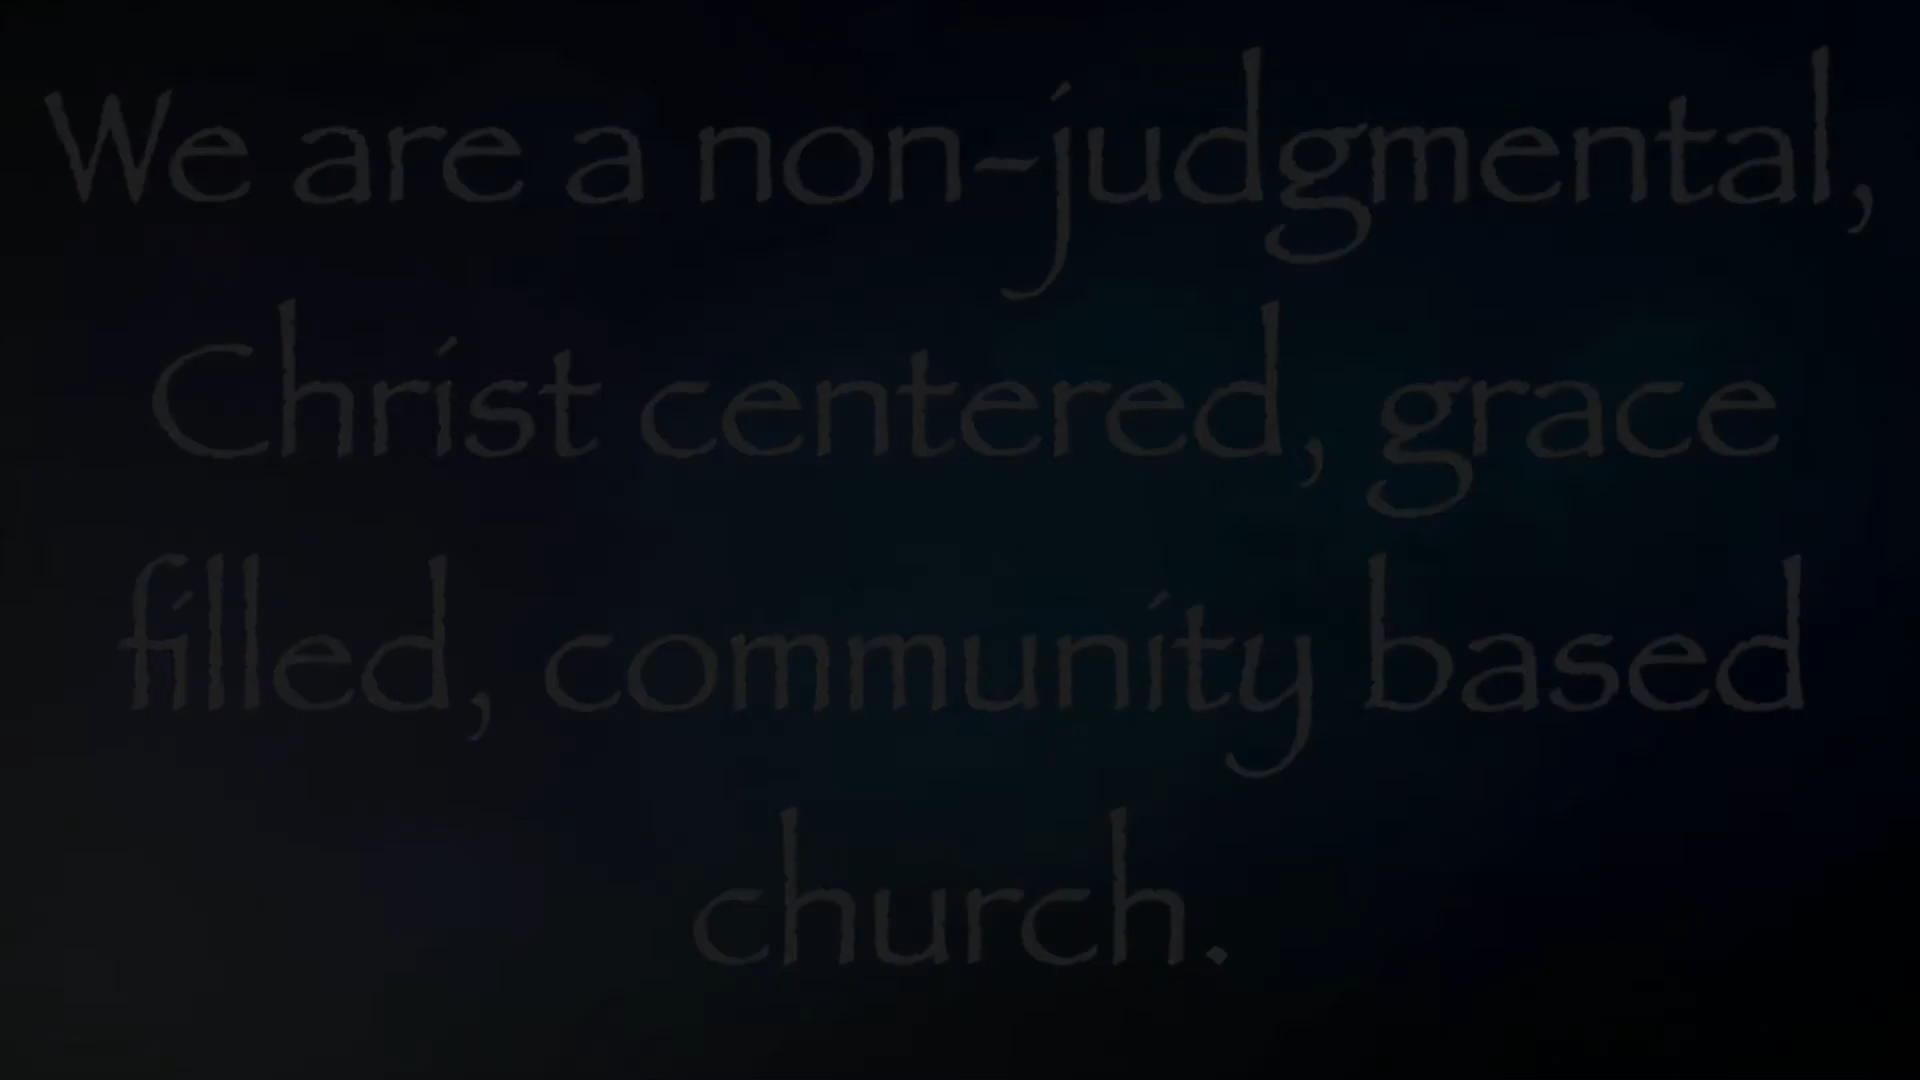 We are a non-judgmental,
Christ centered, grace
filled, community based
church.